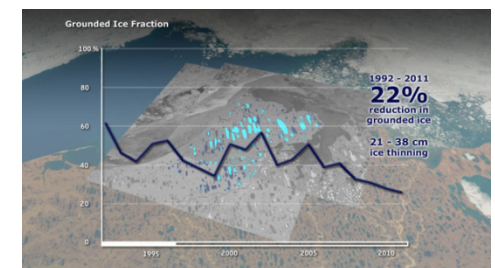 Grounded Ice Fraction
100%
80
60
40
20
0
1995
2000
2005
2010
1992 - 2011
22%
reduction in
grounded ice
21 - 38 cm
ice thinning